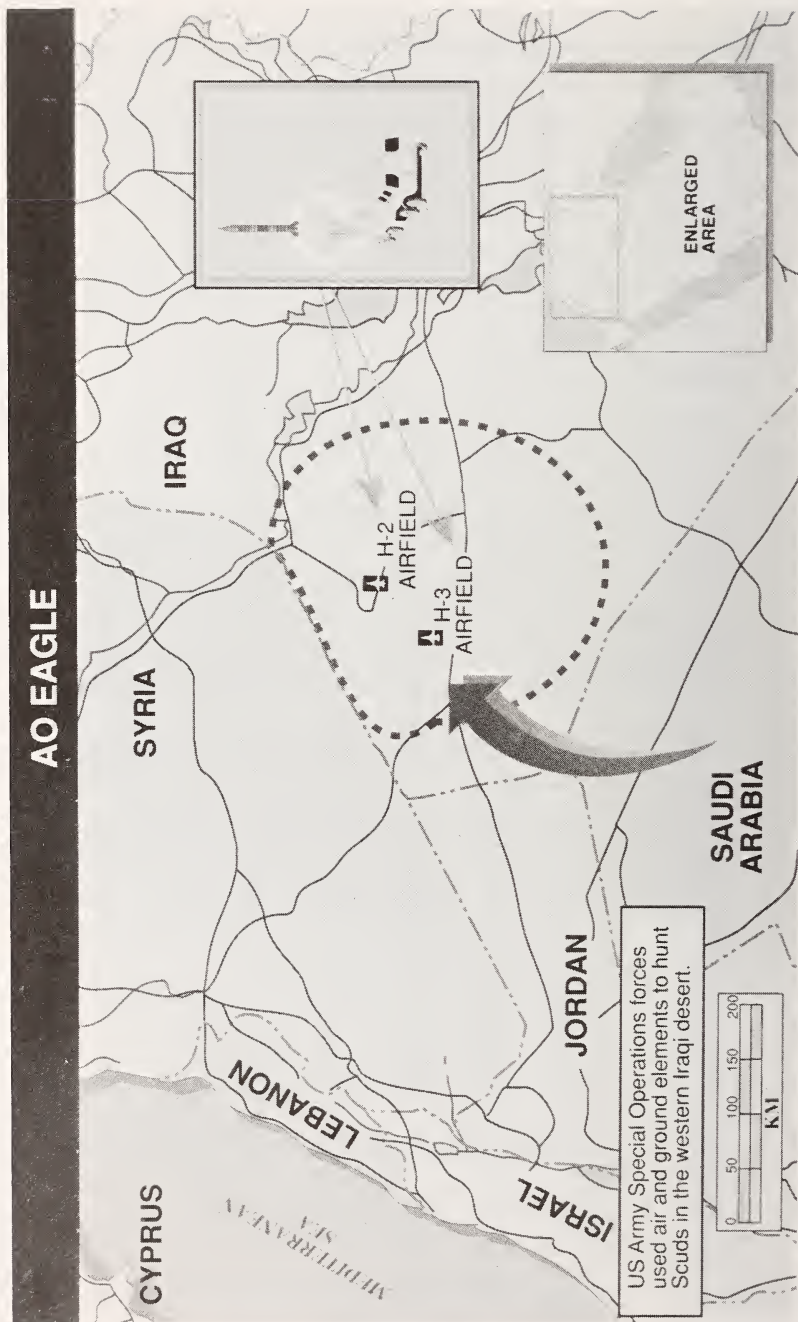 AO EAGLE
CYPRUS
SYRIA
IRAQ
MEDITERRANEAN
SEA
LEBANON
ISRAEL
JORDAN
SAUDI
ARABIA
H-2
AIRFIELD
H-3
AIRFIELD
US Army Special Operations forces
used air and ground elements to hunt
Scuds in the western Iraqi desert.
0 50 100 150 200
KM
ENLARGED
AREA